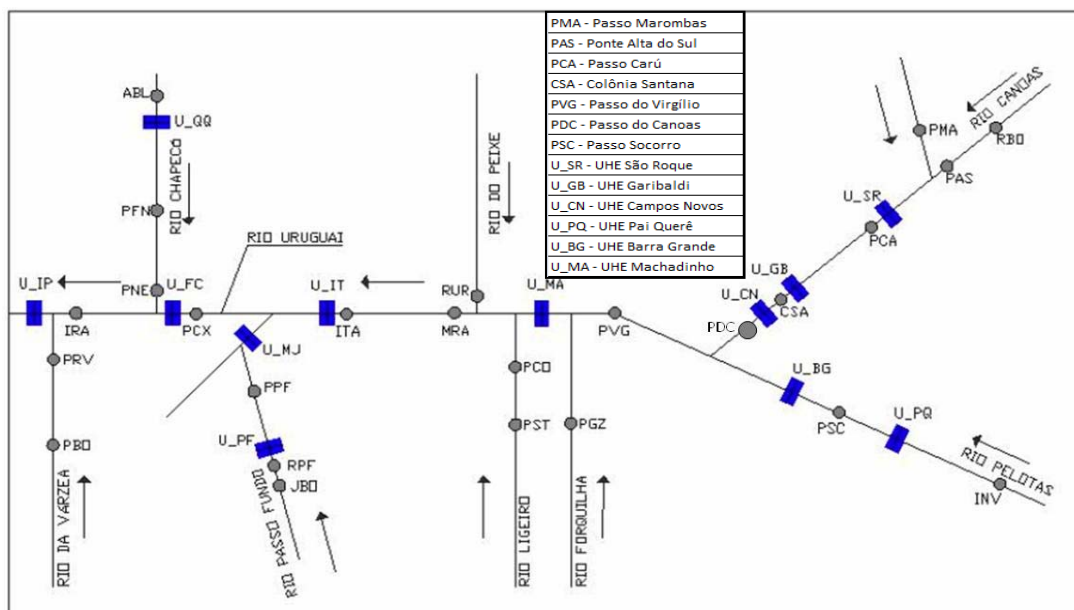 PMA - Passo Marombas
PAS - Ponte Alta do Sul
PCA - Passo Carú
CSA - Colônia Santana
PVG - Passo do Virgílio
PDC - Passo do Canoas
PSC - Passo Socorro
U_SR - UHE São Roque
U_GB - UHE Garibaldi
U_CN - UHE Campos Novos
U_PQ - UHE Pai Querê
U_BG - UHE Barra Grande
U_MA - UHE Machadinho
ABL
U_QQ
RIO CHAPECÓ
PFN
RIO URUGUAI
RIO DO PEIXE
PMA
RIO CANOAS
RBO
PAS
U_SR
PCA
U_GB
U_CN
CSA
PDC
U_IP
PNE
U_FC
U_IT
RUR
U_MA
IRA
PCX
ITA
MRA
PVG
U_MJ
PRV
PPF
PCO
U_BG
PBO
U_PF
RPF
JBO
PST
PGZ
PSC
U_PQ
RIO PELOTAS
INV
RIO DA VARZEA
RIO PASSO FUNDO
RIO LIGEIRO
RIO FORQUILHA